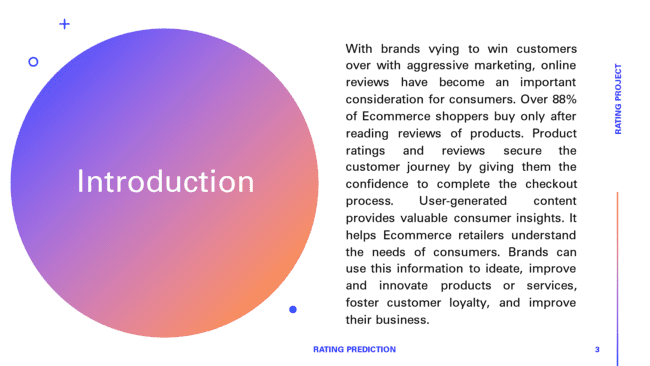 Introduction
With brands vying to win customers
over with aggressive marketing, online
reviews have become an important
consideration for consumers. Over 88%
of Ecommerce shoppers buy only after
reading reviews of products. Product
ratings and reviews secure the
customer journey by giving them the
confidence to complete the checkout
process. User-generated content
provides valuable consumer insights. It
helps Ecommerce retailers understand
the needs of consumers. Brands can
use this information to ideate, improve
and innovate products or services,
foster customer loyalty, and improve
their business.
RATING PROJECT
RATING PREDICTION
3